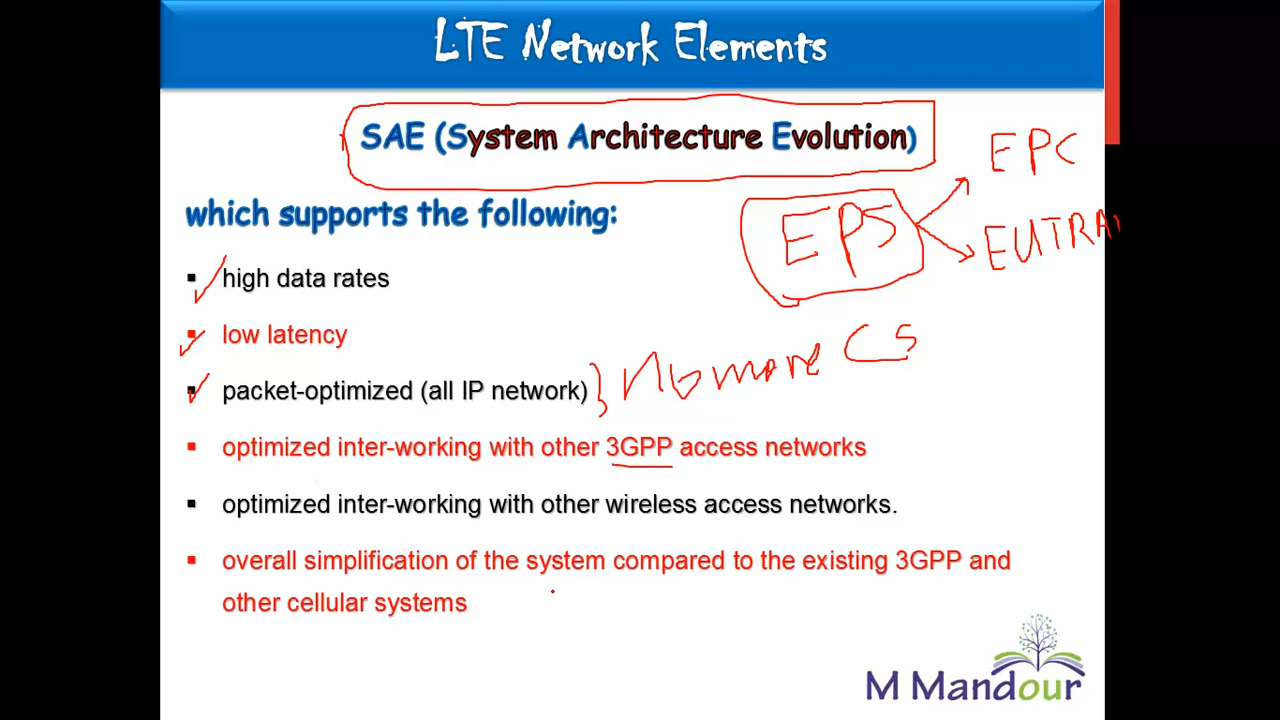 LTE Network Elements
SAE (System Architecture Evolution)
EPC
which supports the following:
EPS
EUTRAN
▪ high data rates
▪ low latency
No more CS
▪ packet-optimized (all IP network)
▪ optimized inter-working with other 3GPP access networks
▪ optimized inter-working with other wireless access networks.
▪ overall simplification of the system compared to the existing 3GPP and
other cellular systems
M Mandour